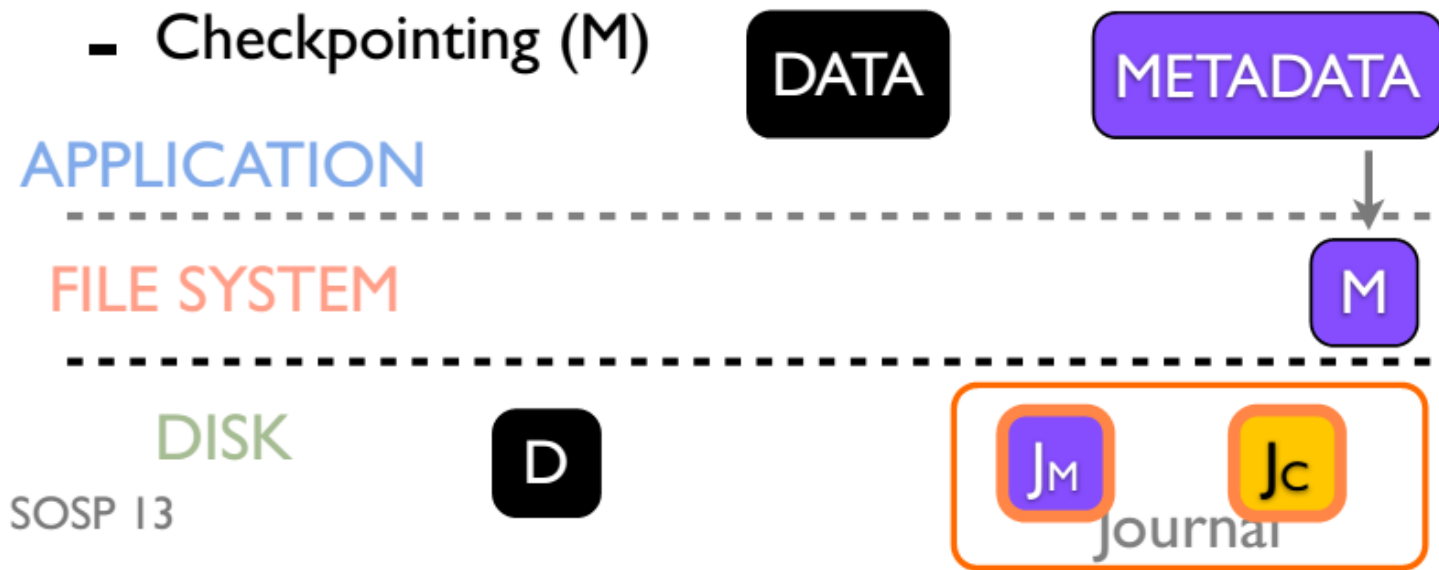 - Checkpointing (M)
DATA
METADATA
APPLICATION
FILE SYSTEM
M
DISK
D
JM
JC
Journal
SOSP 13